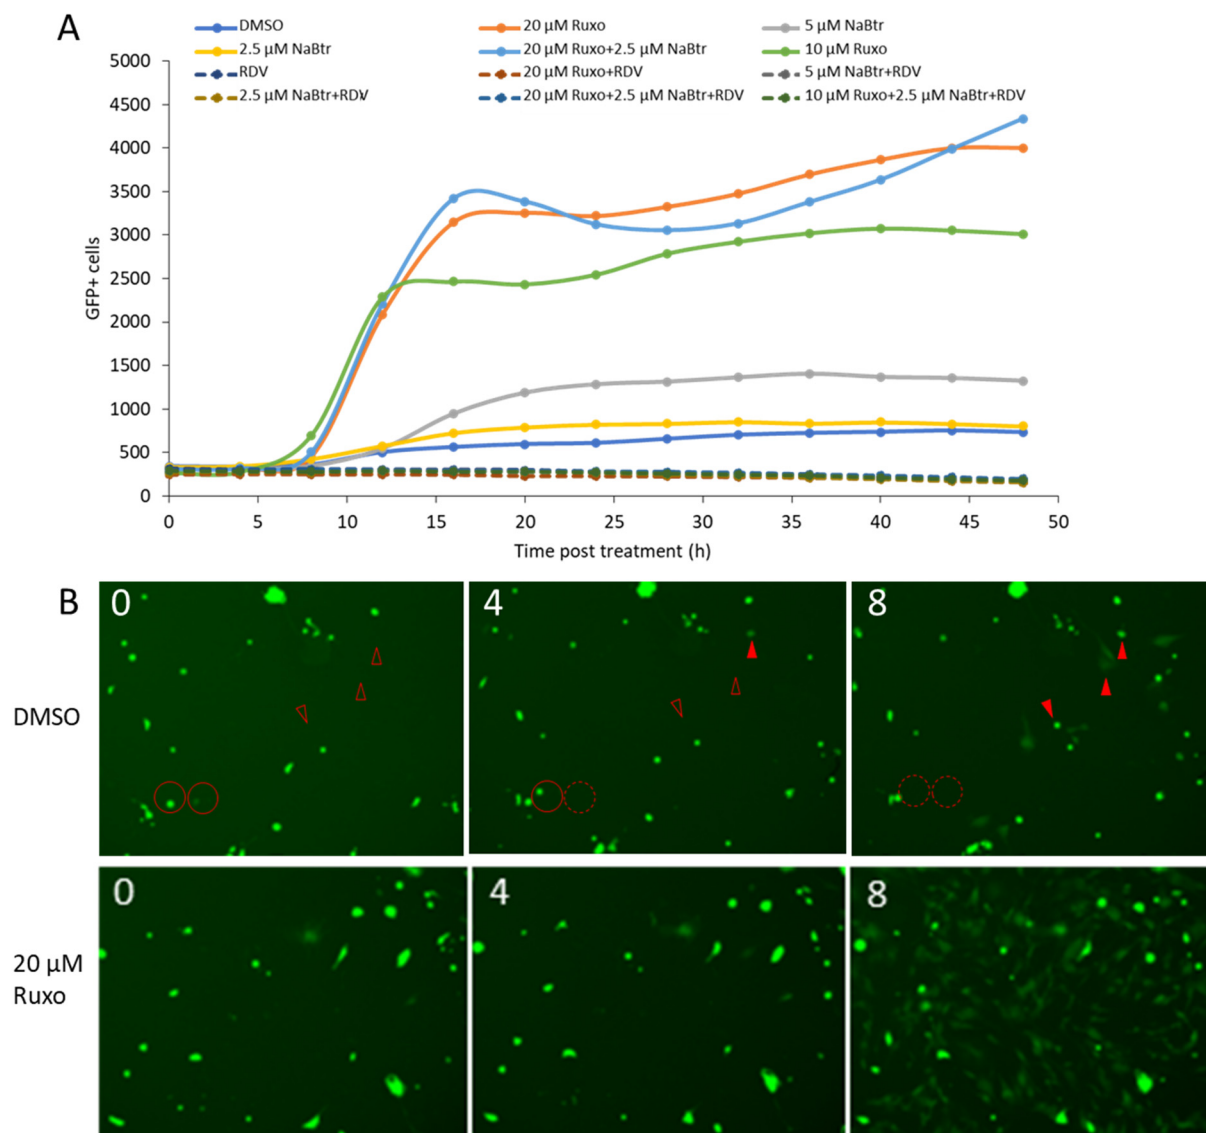 A
DMSO 20 µM Ruxo 5 µM NaBtr
2.5 µM NaBtr 20 µM Ruxo+2.5 µM NaBtr 10 µM Ruxo
RDV 20 µM Ruxo+RDV 5 µM NaBtr+RDV
2.5 µM NaBtr+RDV 20 µM Ruxo+2.5 µM NaBtr+RDV 10 µM Ruxo+2.5 µM NaBtr+RDV
5000
4500
4000
3500
3000
2500
2000
1500
1000
500
0
GFP+ cells
0 5 10 15 20 25 30 35 40 45 50
Time post treatment (h)
B
0 4 8
DMSO
0 4 8
20 µM
Ruxo